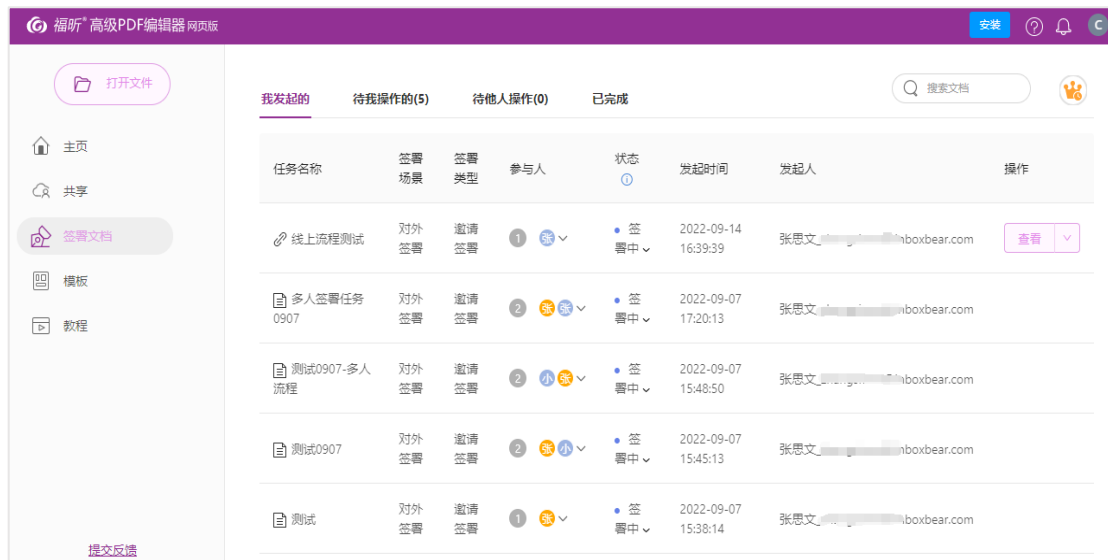 福昕® 高级PDF编辑器 网页版
安装
C
打开文件
主页
共享
签署文档
模板
教程
提交反馈
我发起的 待我操作的(5) 待他人操作(0) 已完成
搜索文档
任务名称 签署场景 签署类型 参与人 状态 发起时间 发起人 操作
线上流程测试 对外签署 邀请签署 1 张 签署中 2022-09-14 16:39:39 张思文_ inboxbear.com 查看
多人签署任务0907 对外签署 邀请签署 2 张 张 签署中 2022-09-07 17:20:13 张思文_ nboxbear.com
测试0907-多人流程 对外签署 邀请签署 2 小 张 签署中 2022-09-07 15:48:50 张思文_ nboxbear.com
测试0907 对外签署 邀请签署 2 张 小 签署中 2022-09-07 15:45:13 张思文_ nboxbear.com
测试 对外签署 邀请签署 1 张 签署中 2022-09-07 15:38:14 张思文_ boxbear.com